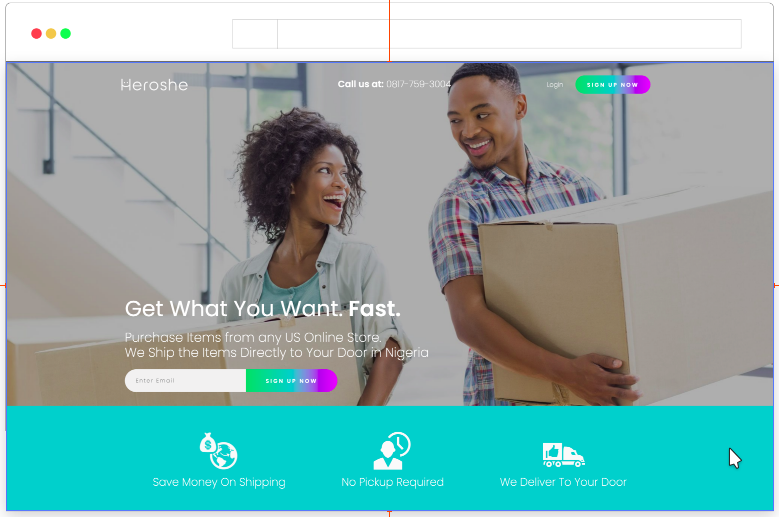 Heroshe
Call us at: 0817-759-3004
Login
SIGN UP NOW
Get What You Want. Fast.
Purchase Items from any US Online Store.
We Ship the Items Directly to Your Door in Nigeria
Enter Email
SIGN UP NOW
Save Money On Shipping
No Pickup Required
We Deliver To Your Door